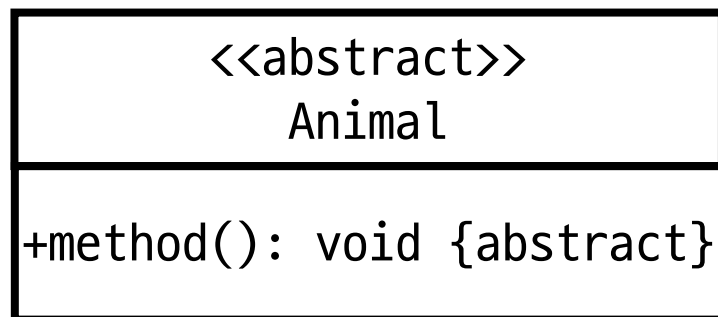 <<abstract>>
Animal
+method(): void {abstract}